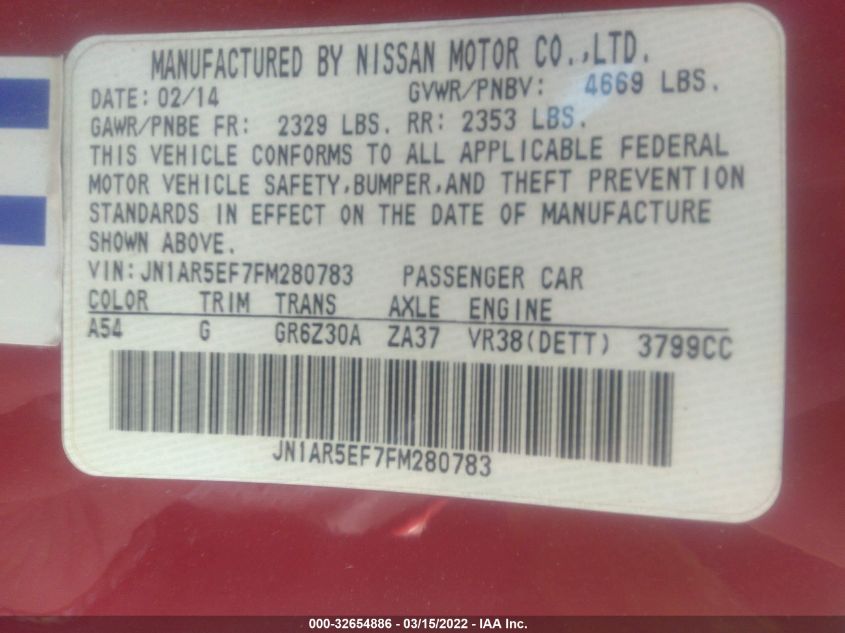 MANUFACTURED BY NISSAN MOTOR CO.,LTD.
DATE: 02/14 GVWR/PNBV: 4669 LBS.
GAWR/PNBE FR: 2329 LBS. RR: 2353 LBS.
THIS VEHICLE CONFORMS TO ALL APPLICABLE FEDERAL
MOTOR VEHICLE SAFETY,BUMPER,AND THEFT PREVENTION
STANDARDS IN EFFECT ON THE DATE OF MANUFACTURE
SHOWN ABOVE.
VIN: JN1AR5EF7FM280783 PASSENGER CAR
COLOR TRIM TRANS AXLE ENGINE
A54 G GR6Z30A ZA37 VR38(DETT) 3799CC
JN1AR5EF7FM280783
000-32654886 - 03/15/2022 - IAA Inc.